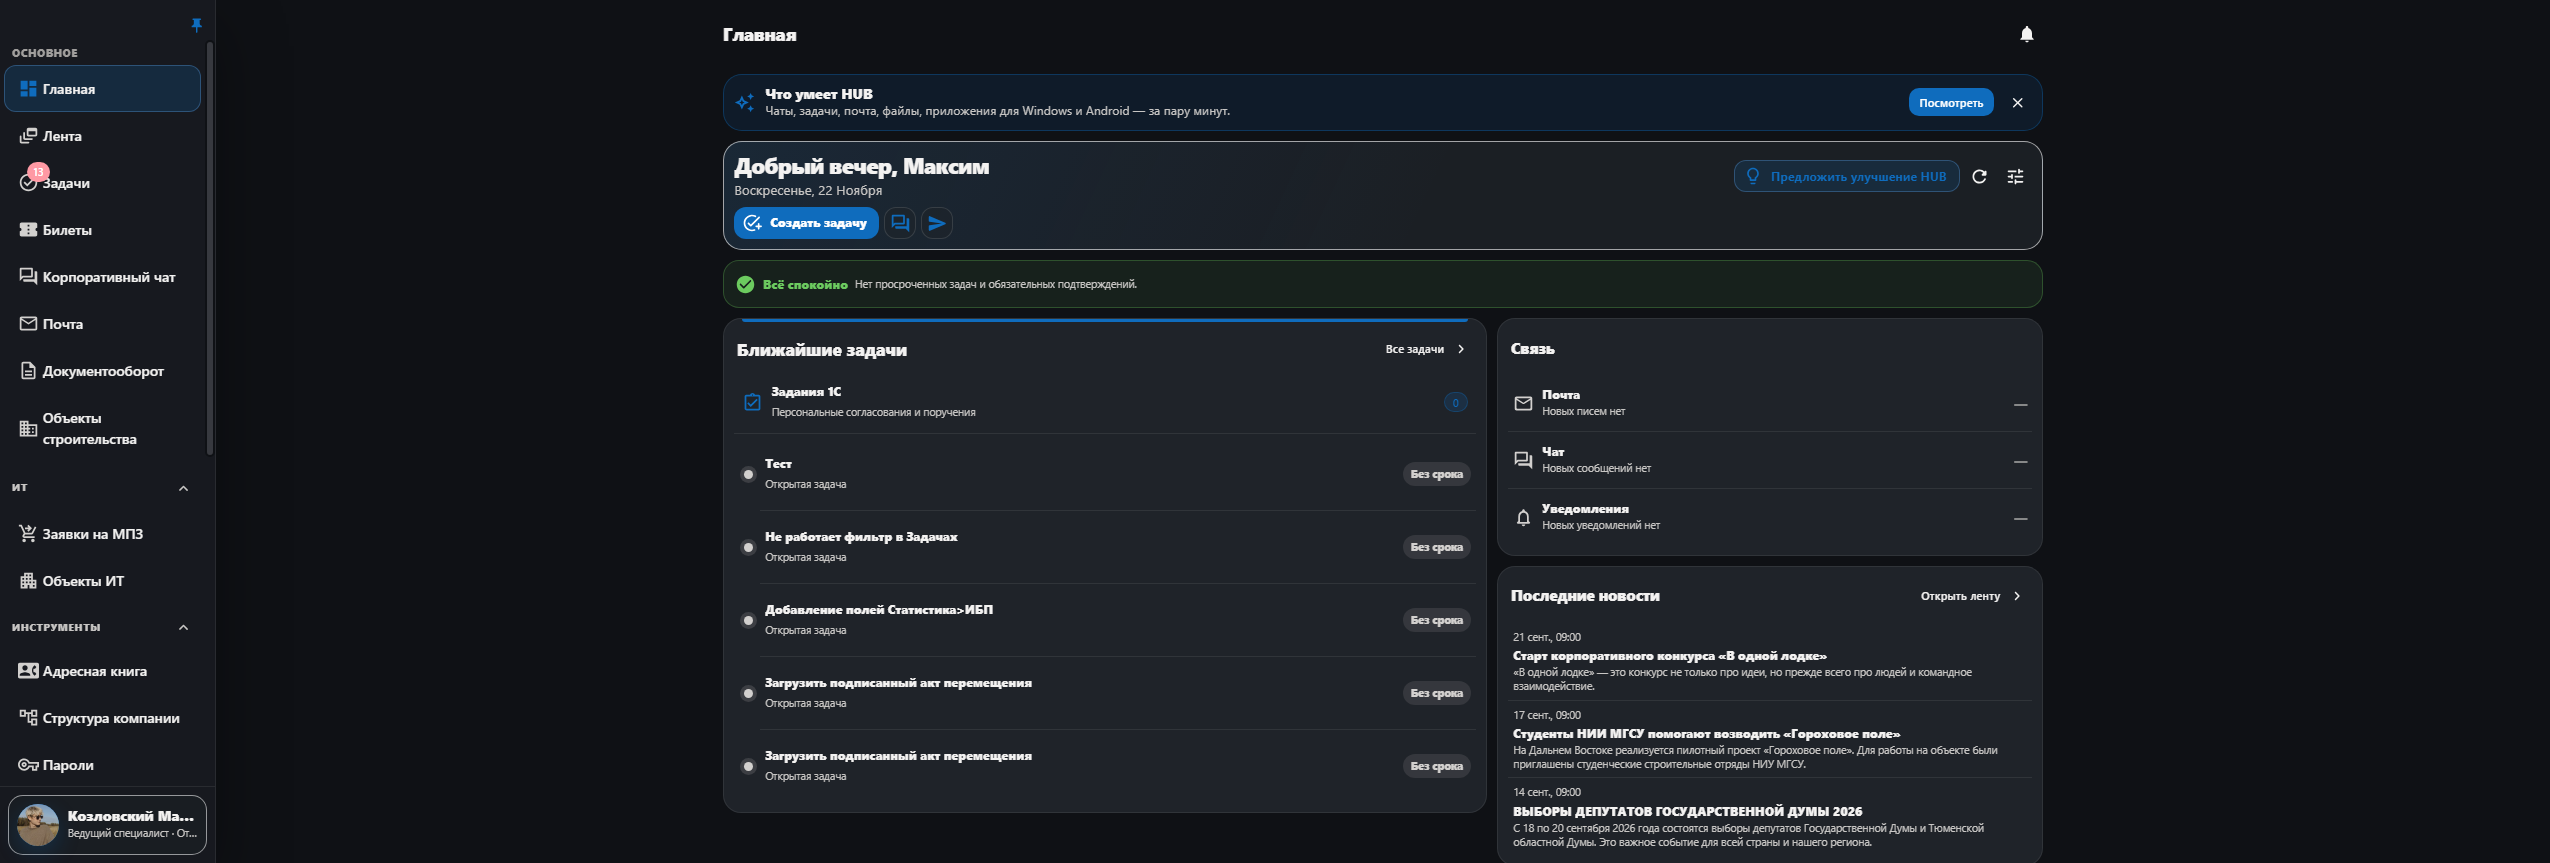 ОСНОВНОЕ
Главная
Лента
13
Задачи
Билеты
Корпоративный чат
Почта
Документооборот
Объекты
строительства
ИТ
Заявки на МПЗ
Объекты ИТ
ИНСТРУМЕНТЫ
Адресная книга
Структура компании
Пароли
Козловский Ма...
Ведущий специалист · От...
Главная
Что умеет HUB
Чаты, задачи, почта, файлы, приложения для Windows и Android — за пару минут.
Посмотреть
Добрый вечер, Максим
Воскресенье, 22 Ноября
Предложить улучшение HUB
Создать задачу
Всё спокойно Нет просроченных задач и обязательных подтверждений.
Ближайшие задачи
Все задачи
Задания 1С
Персональные согласования и поручения
0
Тест
Открытая задача
Без срока
Не работает фильтр в Задачах
Открытая задача
Без срока
Добавление полей Статистика>ИБП
Открытая задача
Без срока
Загрузить подписанный акт перемещения
Открытая задача
Без срока
Загрузить подписанный акт перемещения
Открытая задача
Без срока
Связь
Почта
Новых писем нет
—
Чат
Новых сообщений нет
—
Уведомления
Новых уведомлений нет
—
Последние новости
Открыть ленту
21 сент., 09:00
Старт корпоративного конкурса «В одной лодке»
«В одной лодке» — это конкурс не только про идеи, но прежде всего про людей и командное
взаимодействие.
17 сент., 09:00
Студенты НИИ МГСУ помогают возводить «Гороховое поле»
На Дальнем Востоке реализуется пилотный проект «Гороховое поле». Для работы на объекте были
приглашены студенческие строительные отряды НИУ МГСУ.
14 сент., 09:00
ВЫБОРЫ ДЕПУТАТОВ ГОСУДАРСТВЕННОЙ ДУМЫ 2026
С 18 по 20 сентября 2026 года состоятся выборы депутатов Государственной Думы и Тюменской
областной Думы. Это важное событие для всей страны и нашего региона.